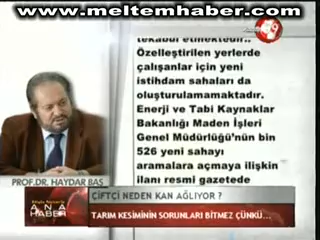 www.meltemhaber.com
tekabül etmektedir..
Özelleştirilen yerlerde
çalışanlar için yeni
istihdam sahaları da
oluşturulamamaktadır.
Enerji ve Tabi Kaynaklar
Bakanlığı Maden İşleri
Genel Müdürlüğü'nün bin
526 yeni sahayı
aramalara açmaya ilişkin
ilanı resmi gazetede
PROF.DR. HAYDAR BAŞ
ANA
HABER
ÇİFTÇİ NEDEN KAN AĞLIYOR ?
TARIM KESİMİNİN SORUNLARI BİTMEZ ÇÜNKÜ...